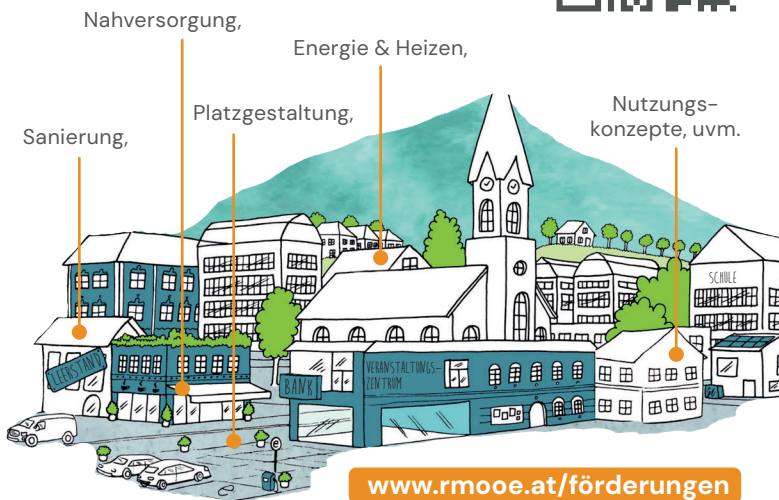 Nahversorgung,
Energie & Heizen,
Platzgestaltung,
Nutzungs-
konzepte, uvm.
Sanierung,
SCHULE
LEERSTAND
BANK
VERANSTALTUNGS-
ZENTRUM
e
www.rmooe.at/förderungen